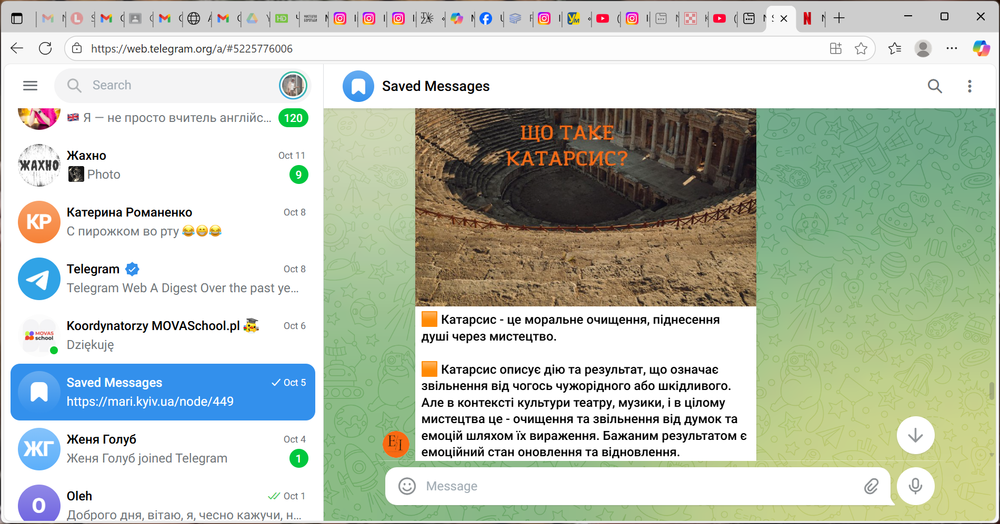 https://web.telegram.org/a/#5225776006
Search
🇬🇧 Я — не просто вчитель англійс...
120
Жахно
Oct 11
ЖАХНО
Photo
9
Катерина Романенко
Oct 8
КР
С пирожком во рту 😂😁😂
Telegram
Oct 8
Telegram Web A Digest Over the past ye...
Koordynatorzy MOVASchool.pl
Oct 6
MOVAS
school
Dziękuję
Saved Messages
Oct 5
https://mari.kyiv.ua/node/449
Женя Голуб
Oct 4
ЖГ
Женя Голуб joined Telegram
1
Oleh
Oct 1
O
Доброго дня, вітаю, я, чесно кажучи, н...
Saved Messages
ЩО ТАКЕ
КАТАРСИС?
🟧 Катарсис - це моральне очищення, піднесення
душі через мистецтво.
🟧 Катарсис описує дію та результат, що означає
звільнення від чогось чужорідного або шкідливого.
Але в контексті культури театру, музики, і в цілому
мистецтва це - очищення та звільнення від думок та
емоцій шляхом їх вираження. Бажаним результатом є
емоційний стан оновлення та відновлення.
E/I
Message